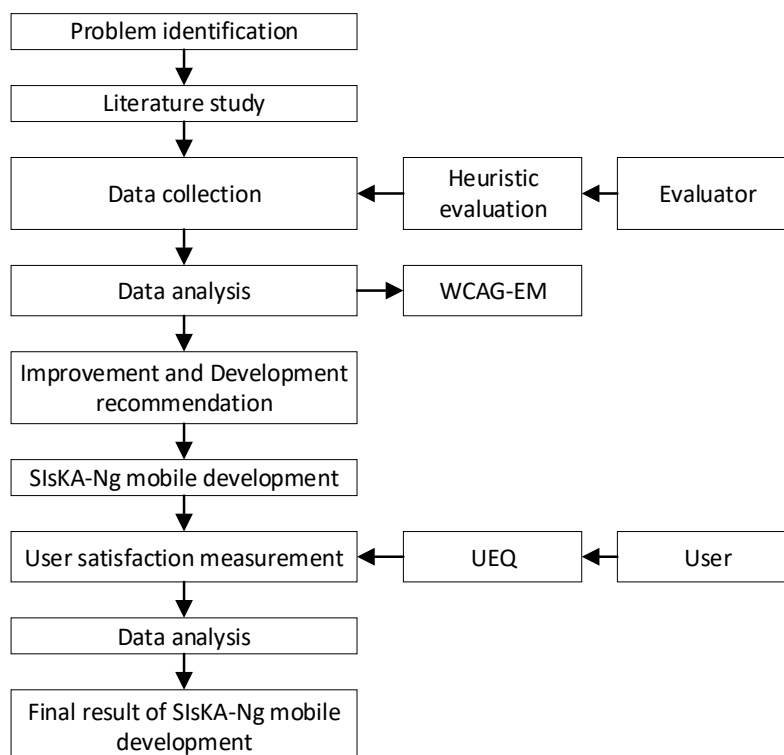 Problem identification
Literature study
Data collection
Heuristic
evaluation
Evaluator
Data analysis
WCAG-EM
Improvement and Development
recommendation
SIsKA-Ng mobile development
User satisfaction measurement
UEQ
User
Data analysis
Final result of SIsKA-Ng mobile
development